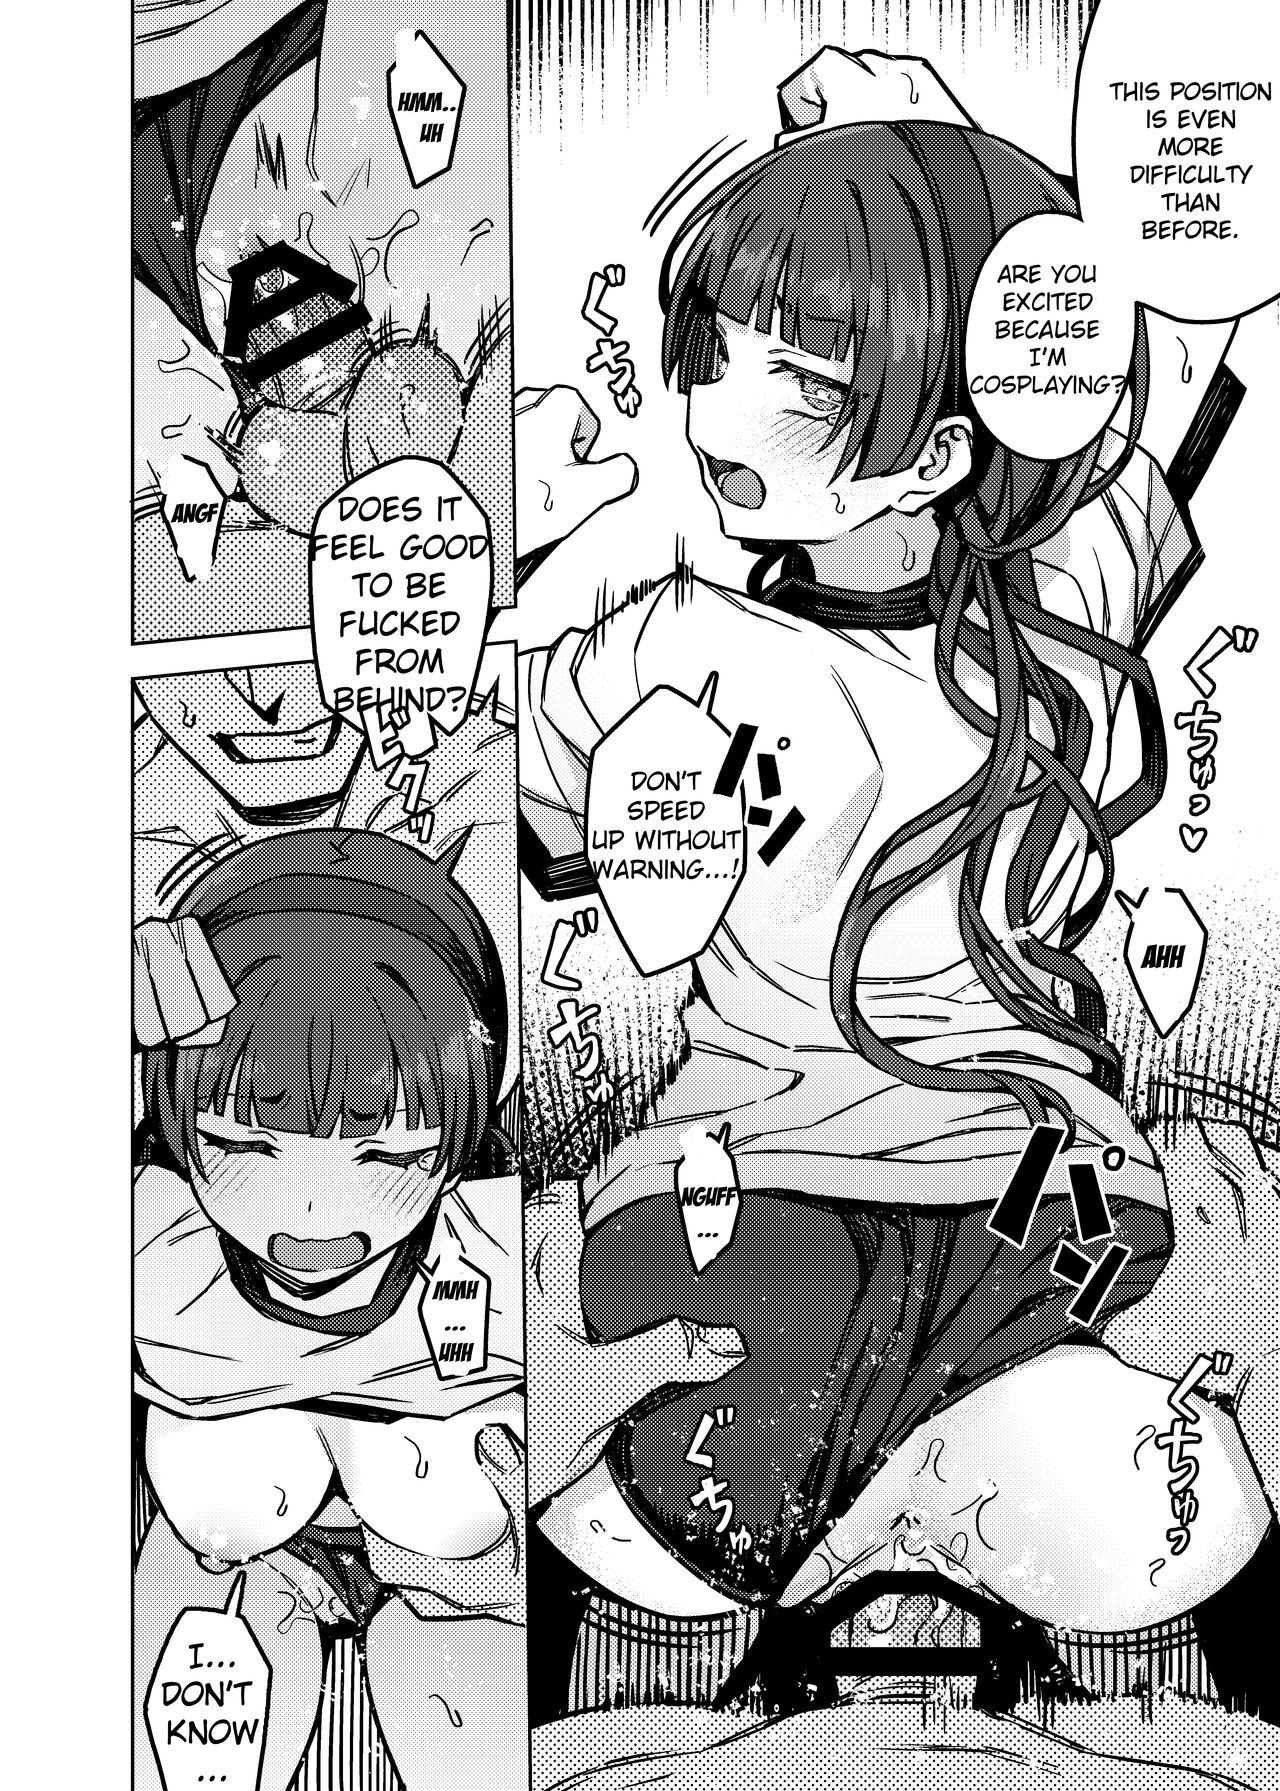 THIS POSITION
IS EVEN
MORE
DIFFICULTY
THAN
BEFORE.
ARE YOU
EXCITED
BECAUSE
I'M
COSPLAYING?
ぐちゅ
ぐちゅっ♥
DON'T
SPEED
UP WITHOUT
WARNING...!
パン
AHH
ぐちゅ
NGUFF
...
パン
ぐちゅ
ぐちゅっ
HMM..
UH
ANGF
DOES IT
FEEL GOOD
TO BE
FUCKED
FROM
BEHIND?
ビクッ
MMH
...
UHH
I...
DON'T
KNOW
...